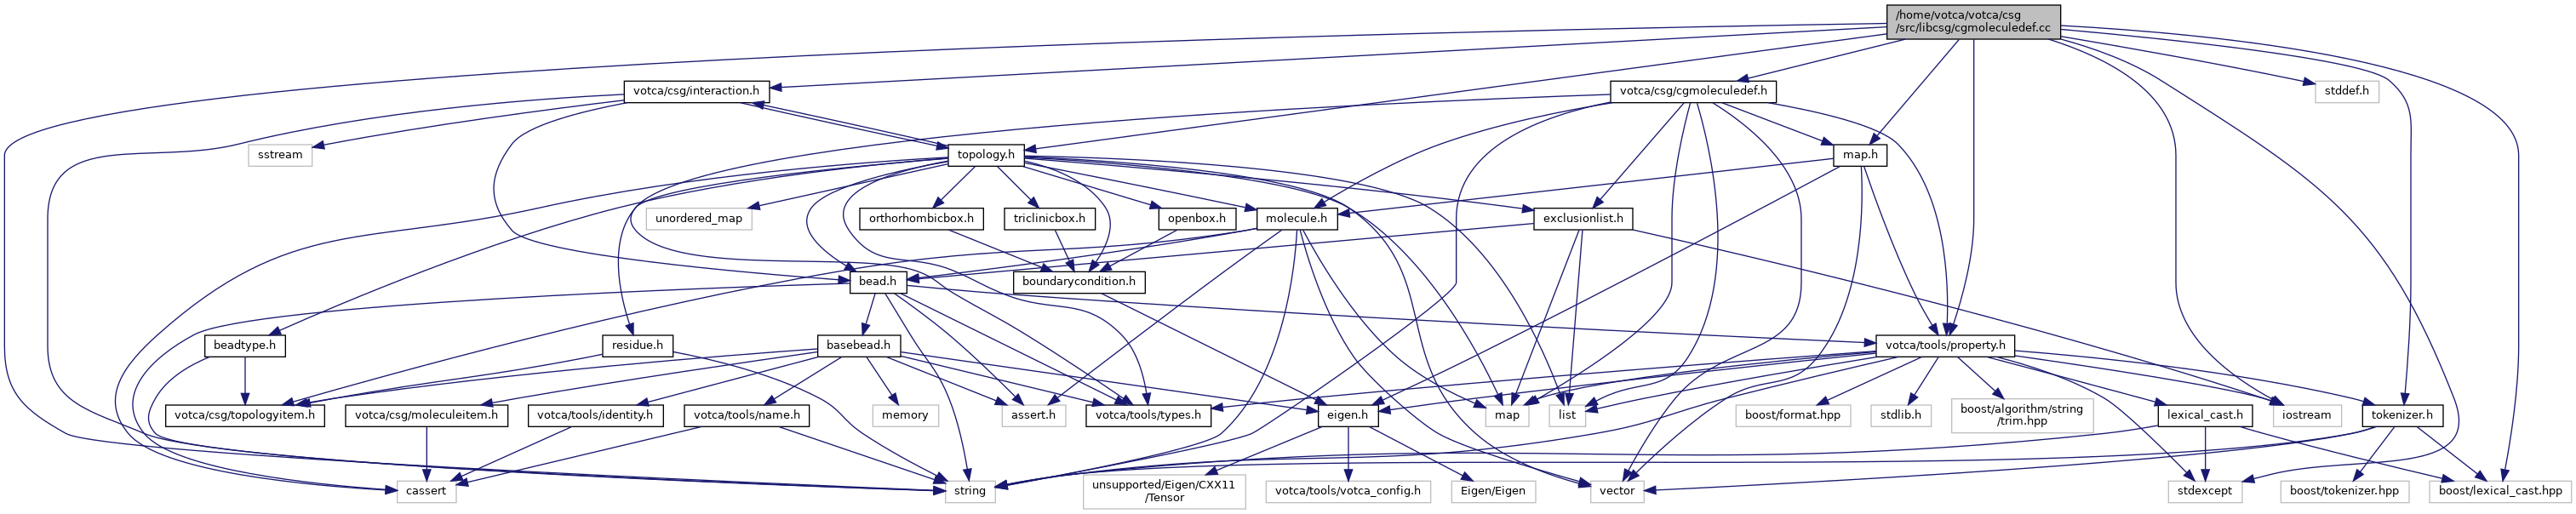 /home/votca/votca/csg
/src/libcsg/cgmoleculedef.cc
votca/csg/interaction.h
votca/csg/cgmoleculedef.h
stddef.h
sstream
topology.h
map.h
unordered_map
orthorhombicbox.h
triclinicbox.h
openbox.h
molecule.h
exclusionlist.h
bead.h
boundarycondition.h
beadtype.h
residue.h
basebead.h
votca/tools/property.h
votca/csg/topologyitem.h
votca/csg/moleculeitem.h
votca/tools/identity.h
votca/tools/name.h
memory
assert.h
votca/tools/types.h
eigen.h
map
list
boost/format.hpp
stdlib.h
boost/algorithm/string
/trim.hpp
lexical_cast.h
iostream
tokenizer.h
cassert
string
unsupported/Eigen/CXX11
/Tensor
votca/tools/votca_config.h
Eigen/Eigen
vector
stdexcept
boost/tokenizer.hpp
boost/lexical_cast.hpp